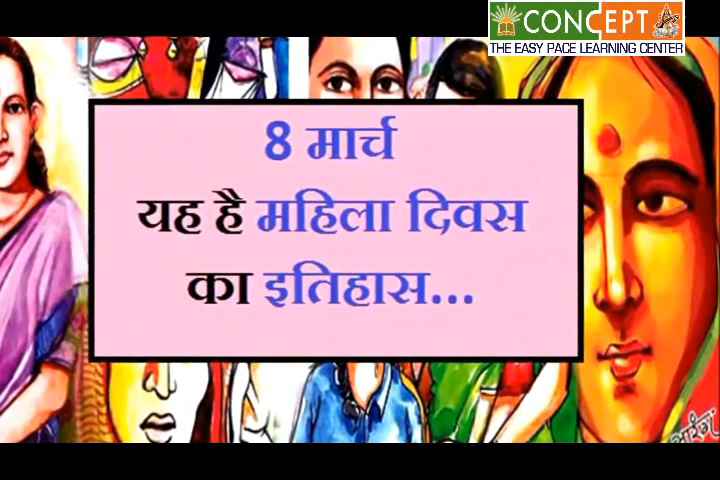 CONCEPT
THE EASY PACE LEARNING CENTER
8 मार्च
यह है महिला दिवस
का इतिहास...